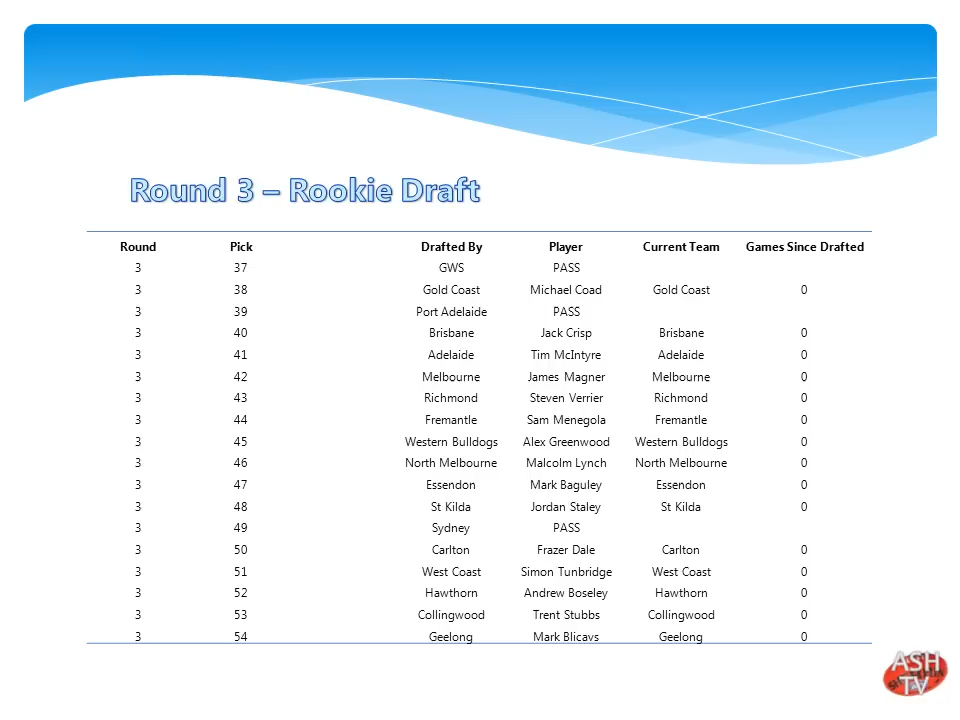 Round 3 – Rookie Draft
Round Pick Drafted By Player Current Team Games Since Drafted
3 37 GWS PASS
3 38 Gold Coast Michael Coad Gold Coast 0
3 39 Port Adelaide PASS
3 40 Brisbane Jack Crisp Brisbane 0
3 41 Adelaide Tim McIntyre Adelaide 0
3 42 Melbourne James Magner Melbourne 0
3 43 Richmond Steven Verrier Richmond 0
3 44 Fremantle Sam Menegola Fremantle 0
3 45 Western Bulldogs Alex Greenwood Western Bulldogs 0
3 46 North Melbourne Malcolm Lynch North Melbourne 0
3 47 Essendon Mark Baguley Essendon 0
3 48 St Kilda Jordan Staley St Kilda 0
3 49 Sydney PASS
3 50 Carlton Frazer Dale Carlton 0
3 51 West Coast Simon Tunbridge West Coast 0
3 52 Hawthorn Andrew Boseley Hawthorn 0
3 53 Collingwood Trent Stubbs Collingwood 0
3 54 Geelong Mark Blicavs Geelong 0
ASH
TV